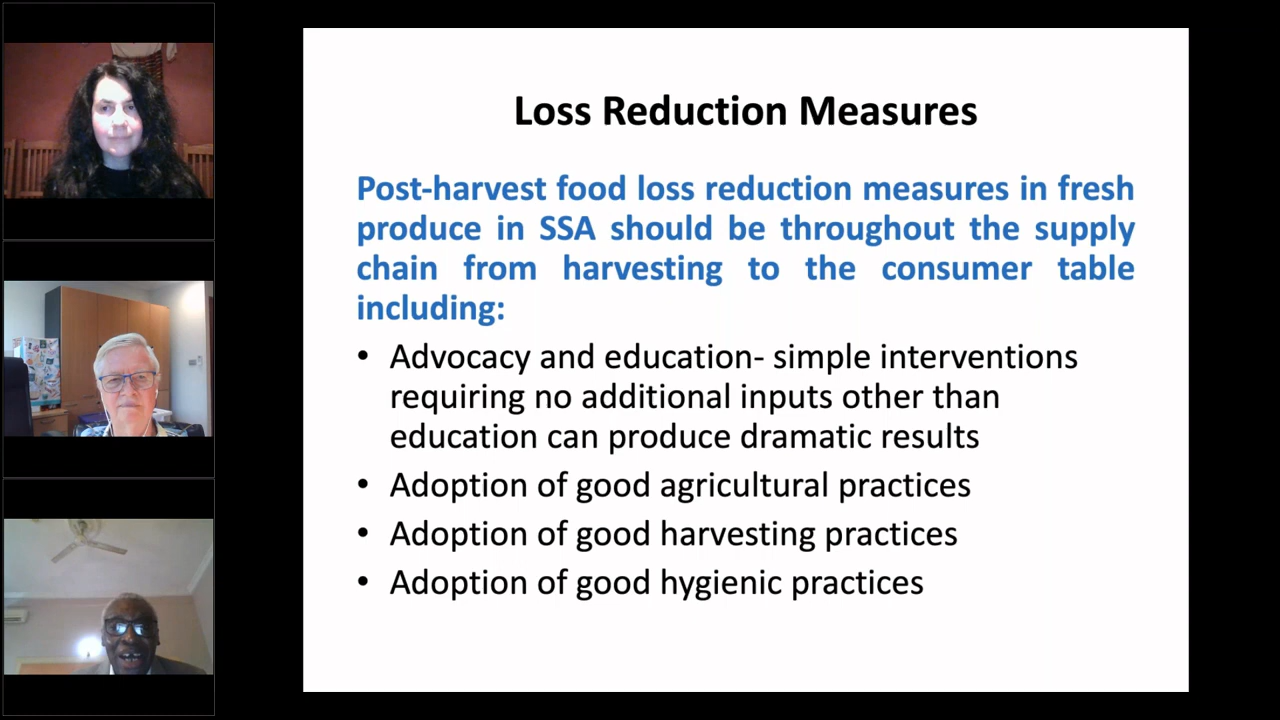 Loss Reduction Measures
Post-harvest food loss reduction measures in fresh
produce in SSA should be throughout the supply
chain from harvesting to the consumer table
including:
• Advocacy and education- simple interventions
requiring no additional inputs other than
education can produce dramatic results
• Adoption of good agricultural practices
• Adoption of good harvesting practices
• Adoption of good hygienic practices